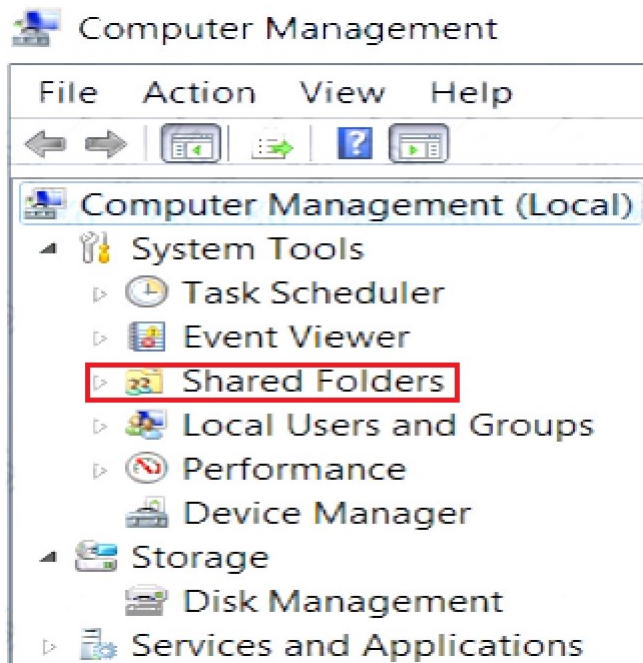 Computer Management
File Action View Help
Computer Management (Local)
System Tools
Task Scheduler
Event Viewer
Shared Folders
Local Users and Groups
Performance
Device Manager
Storage
Disk Management
Services and Applications